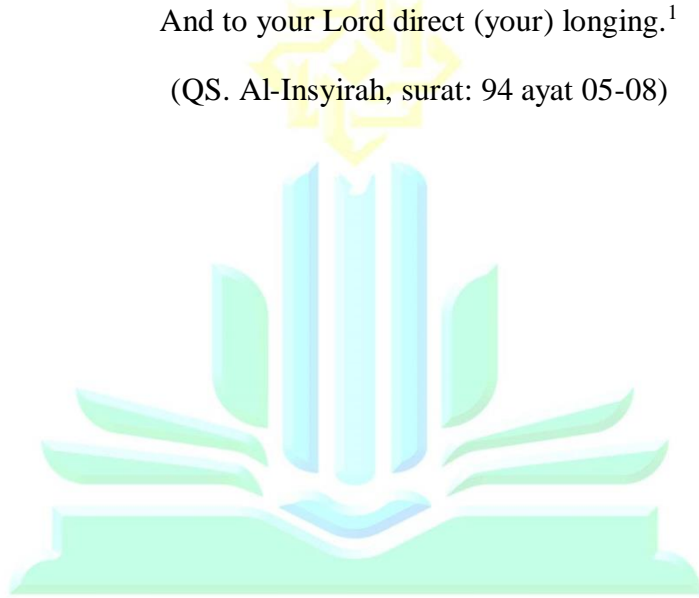 And to your Lord direct (your) longing.¹
(QS. Al-Insyirah, surat: 94 ayat 05-08)